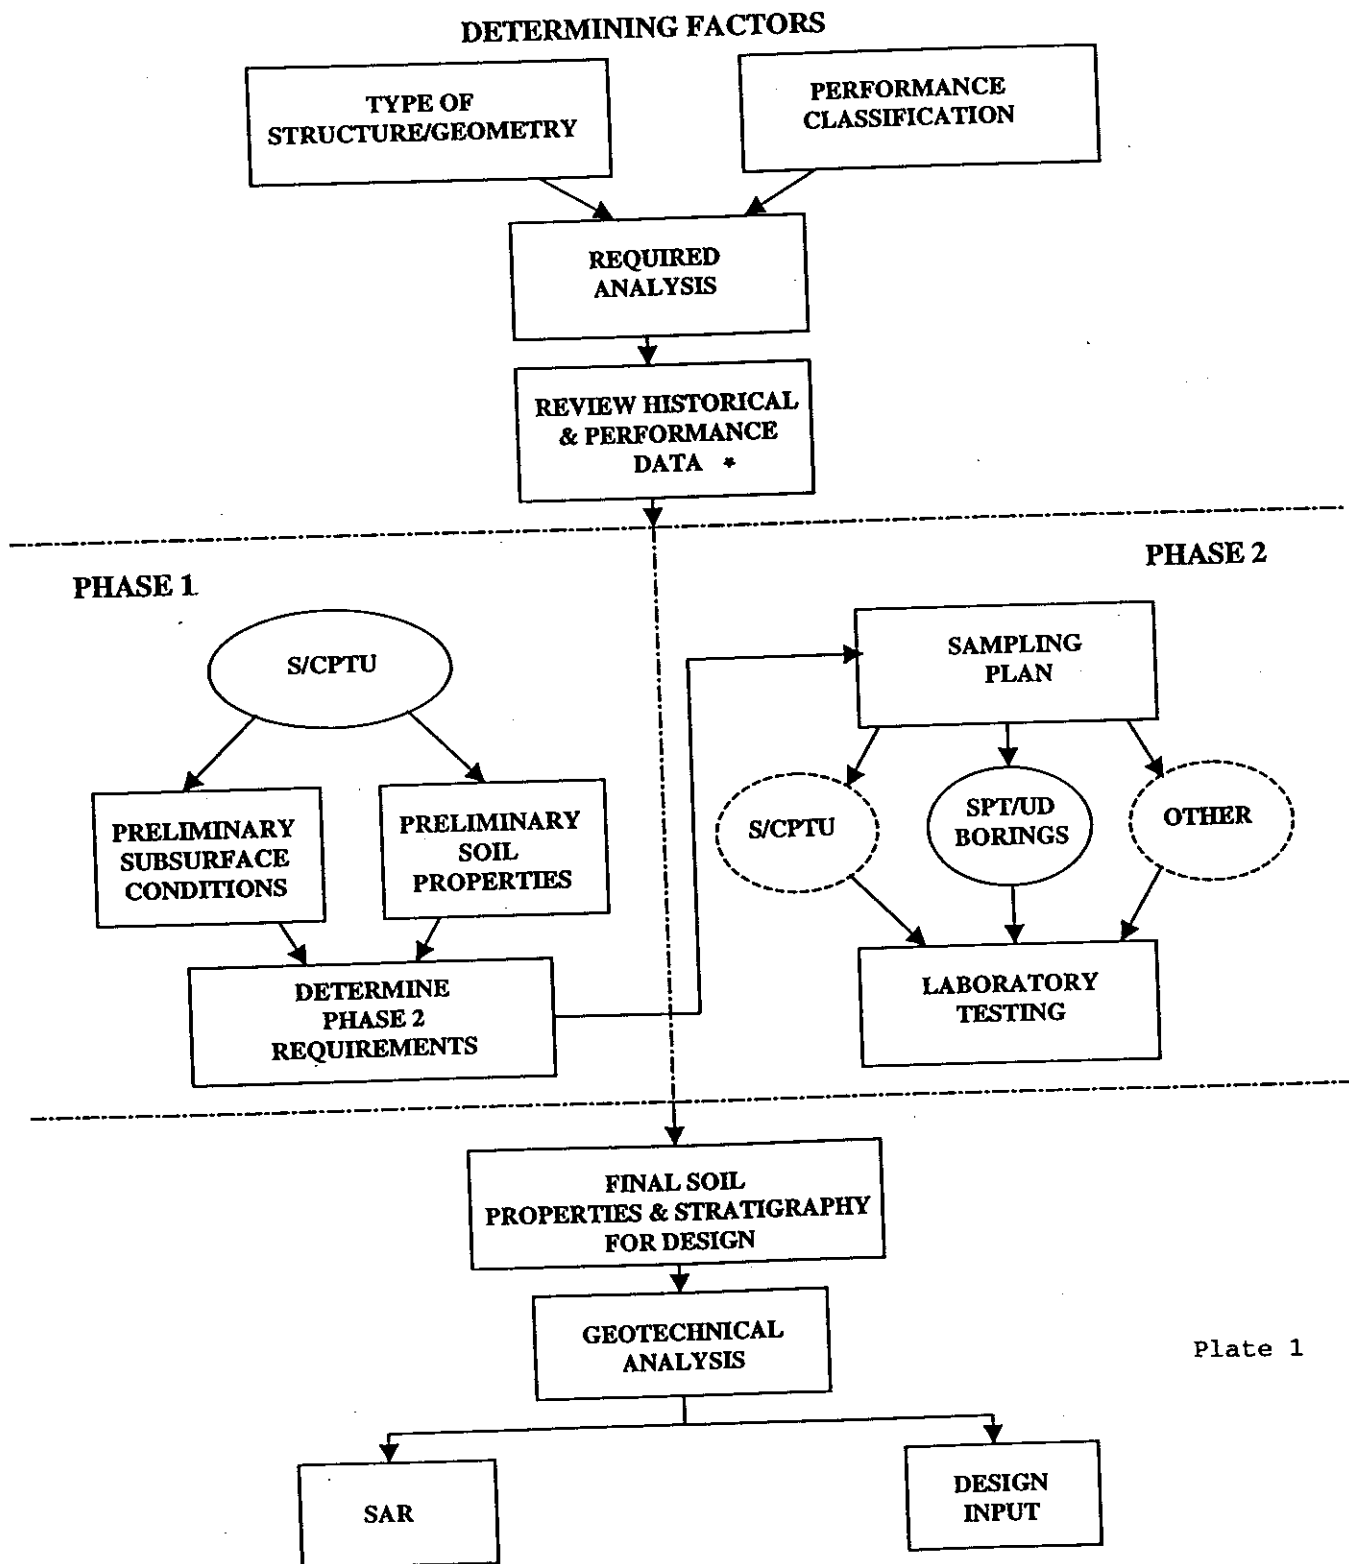 DETERMINING FACTORS
TYPE OF
STRUCTURE/GEOMETRY
PERFORMANCE
CLASSIFICATION
REQUIRED
ANALYSIS
REVIEW HISTORICAL
& PERFORMANCE
DATA *
PHASE 1
S/CPTU
PRELIMINARY
SUBSURFACE
CONDITIONS
PRELIMINARY
SOIL
PROPERTIES
DETERMINE
PHASE 2
REQUIREMENTS
PHASE 2
SAMPLING
PLAN
S/CPTU
SPT/UD
BORINGS
OTHER
LABORATORY
TESTING
FINAL SOIL
PROPERTIES & STRATIGRAPHY
FOR DESIGN
GEOTECHNICAL
ANALYSIS
Plate 1
SAR
DESIGN
INPUT